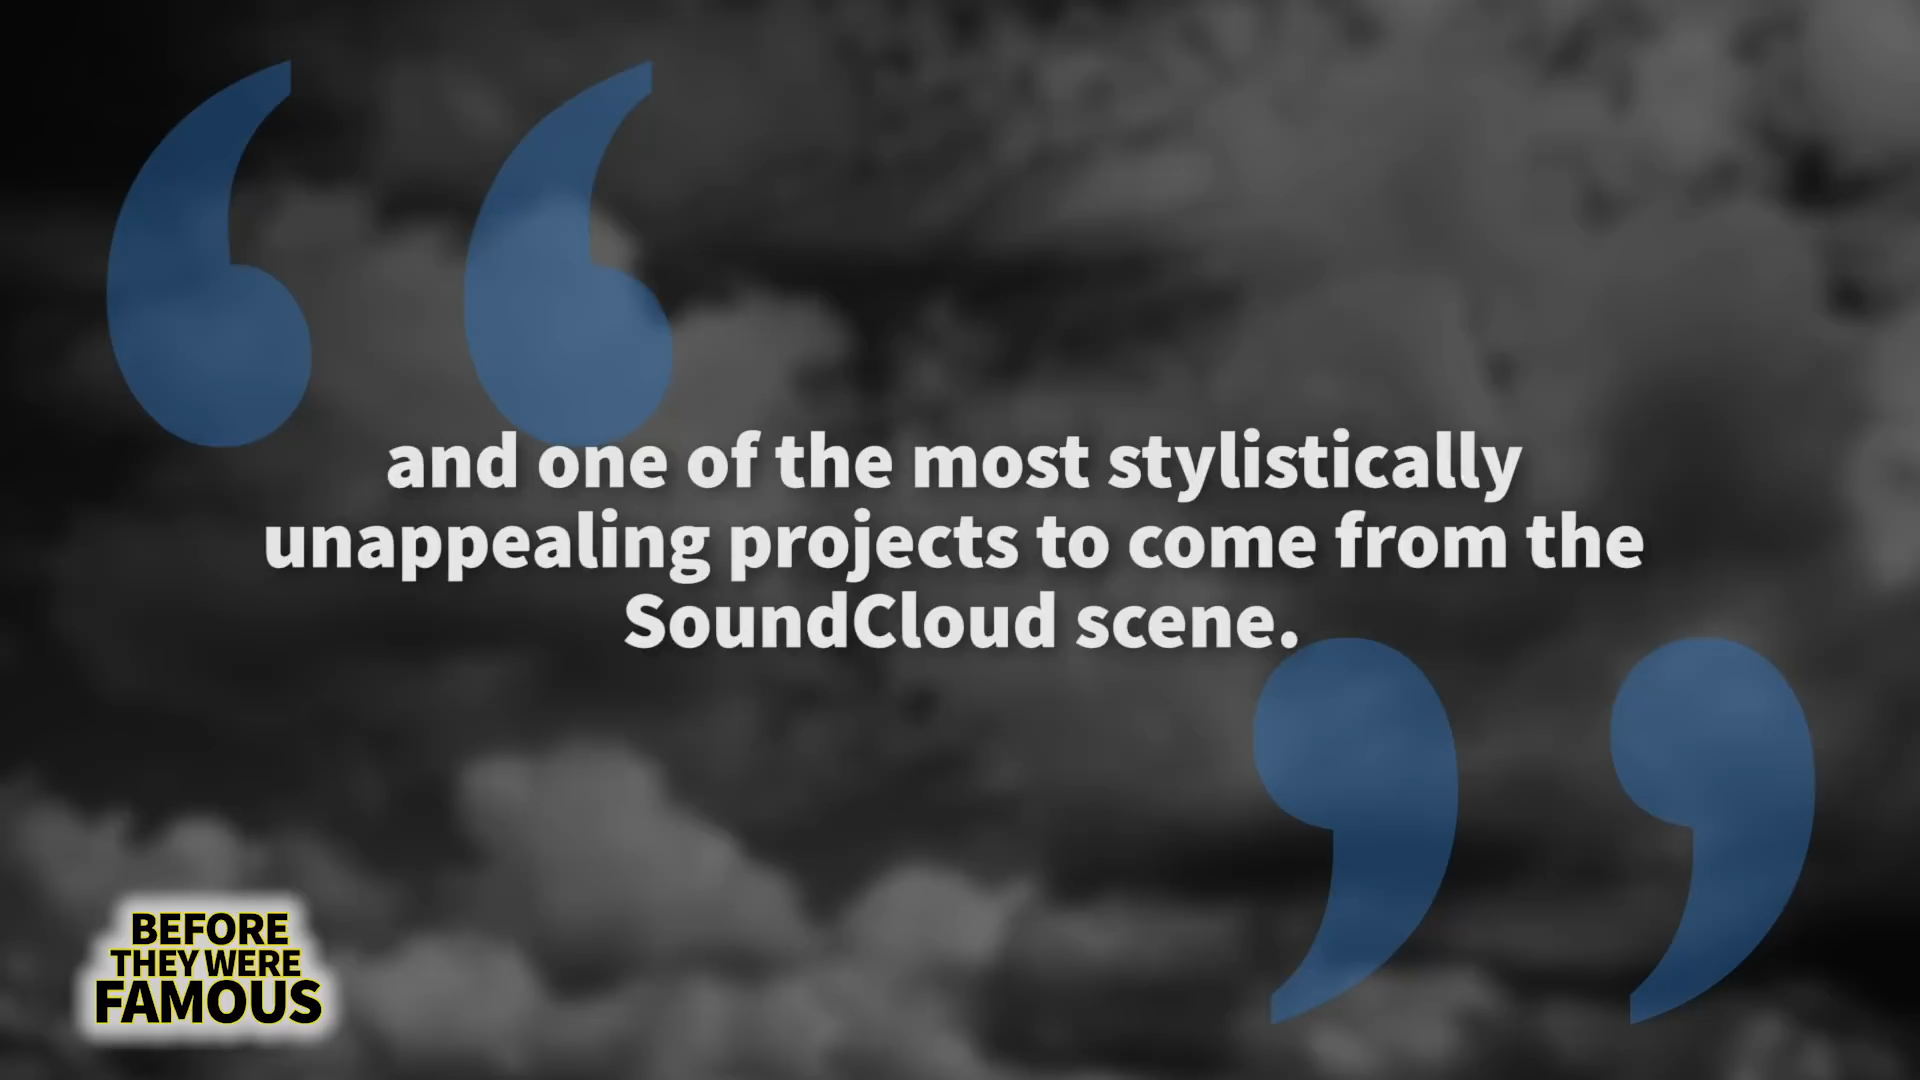 and one of the most stylistically
unappealing projects to come from the
SoundCloud scene.
BEFORE
THEY WERE
FAMOUS